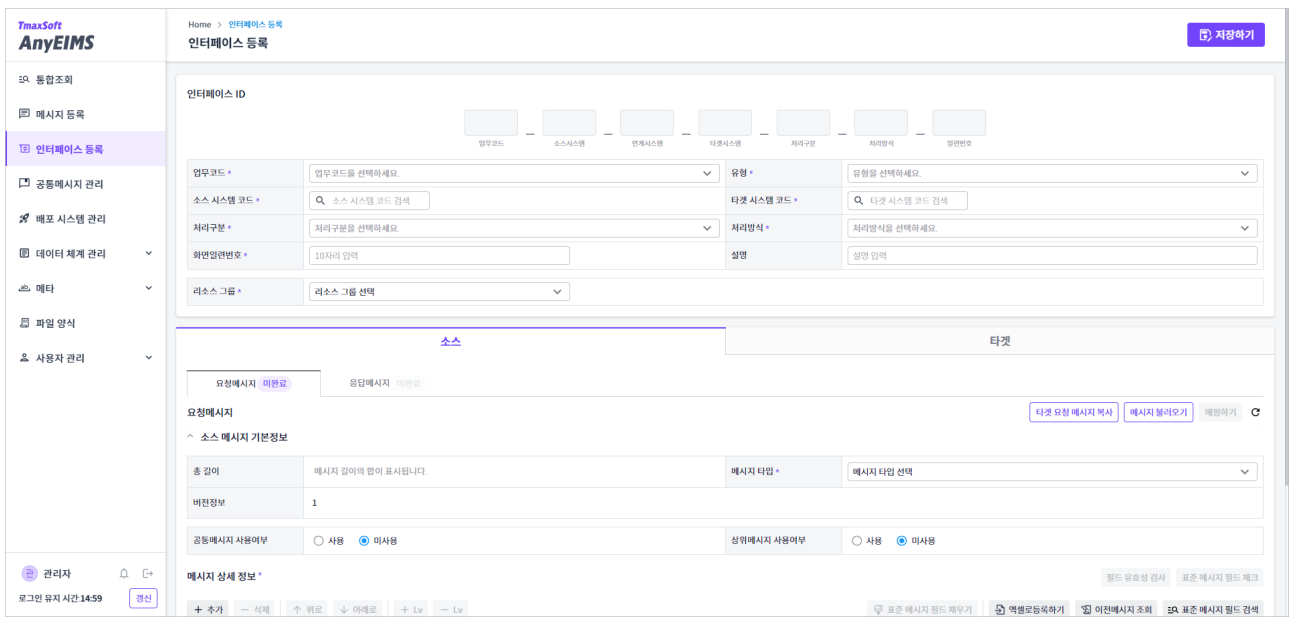 TmaxSoft
AnyEIMS
통합조회
메시지 등록
인터페이스 등록
공통메시지 관리
배포 시스템 관리
데이터 체계 관리
메타
파일 양식
사용자 관리
관 관리자
로그인 유지 시간:14:59 갱신
Home > 인터페이스 등록
인터페이스 등록
저장하기
인터페이스 ID
업무코드 소스시스템 연계시스템 타겟시스템 처리구분 처리방식 일련번호
업무코드 * 업무코드를 선택하세요. 유형 * 유형을 선택하세요.
소스 시스템 코드 * 소스 시스템 코드 검색 타겟 시스템 코드 * 타겟 시스템 코드 검색
처리구분 * 처리구분을 선택하세요. 처리방식 * 처리방식을 선택하세요.
화면일련번호 * 10자리 입력 설명 설명 입력
리소스 그룹 * 리소스 그룹 선택
소스 타겟
요청메시지 미완료 응답메시지 미완료
요청메시지 타겟 요청 메시지 복사 메시지 불러오기 매핑하기
소스 메시지 기본정보
총 길이 메시지 길이의 합이 표시됩니다. 메시지 타입 * 메시지 타입 선택
버전정보 1
공통메시지 사용여부 사용 미사용 상위메시지 사용여부 사용 미사용
메시지 상세 정보 * 필드 유효성 검사 표준 메시지 필드 체크
+ 추가 − 삭제 ↑ 위로 ↓ 아래로 + Lv − Lv 표준 메시지 필드 채우기 엑셀로등록하기 이전메시지 조회 표준 메시지 필드 검색